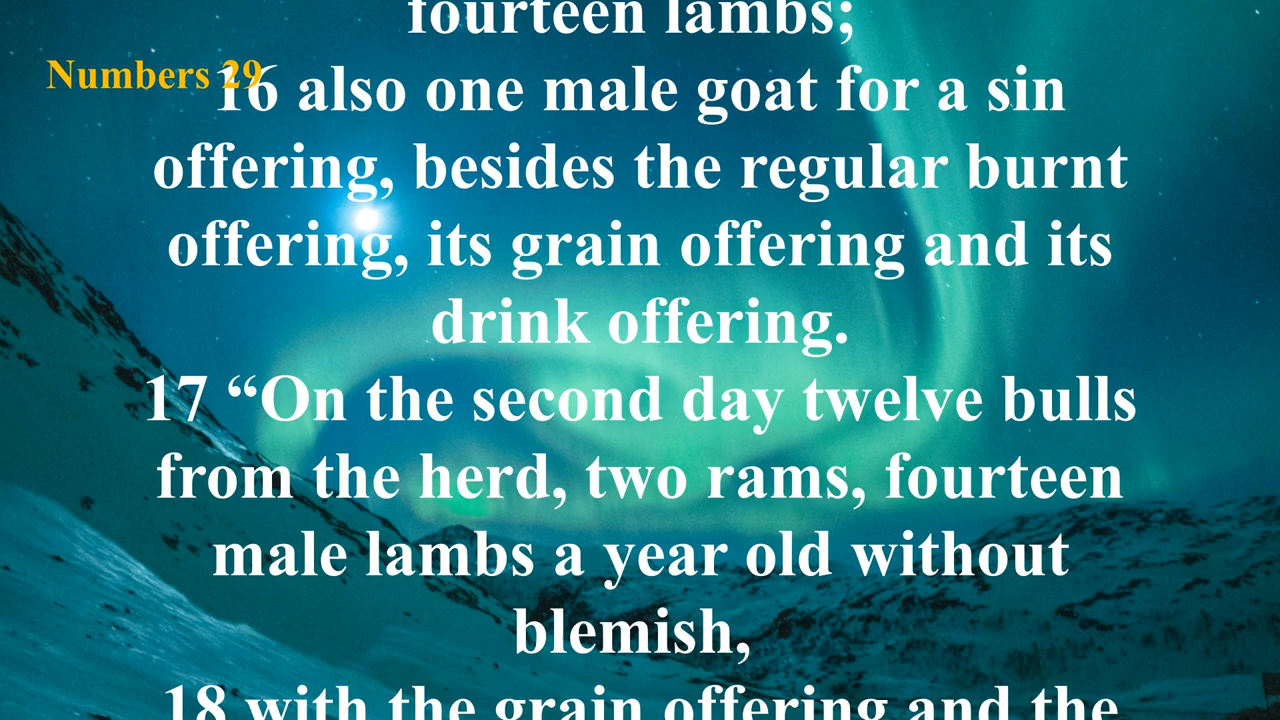 fourteen lambs;
Numbers 29
16 also one male goat for a sin
offering, besides the regular burnt
offering, its grain offering and its
drink offering.
17 “On the second day twelve bulls
from the herd, two rams, fourteen
male lambs a year old without
blemish,
18 with the grain offering and the